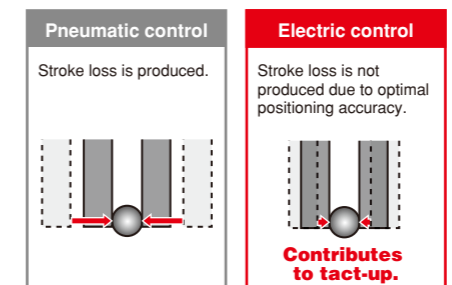 Pneumatic control
Stroke loss is produced.
Electric control
Stroke loss is not
produced due to optimal
positioning accuracy.
Contributes
to tact-up.